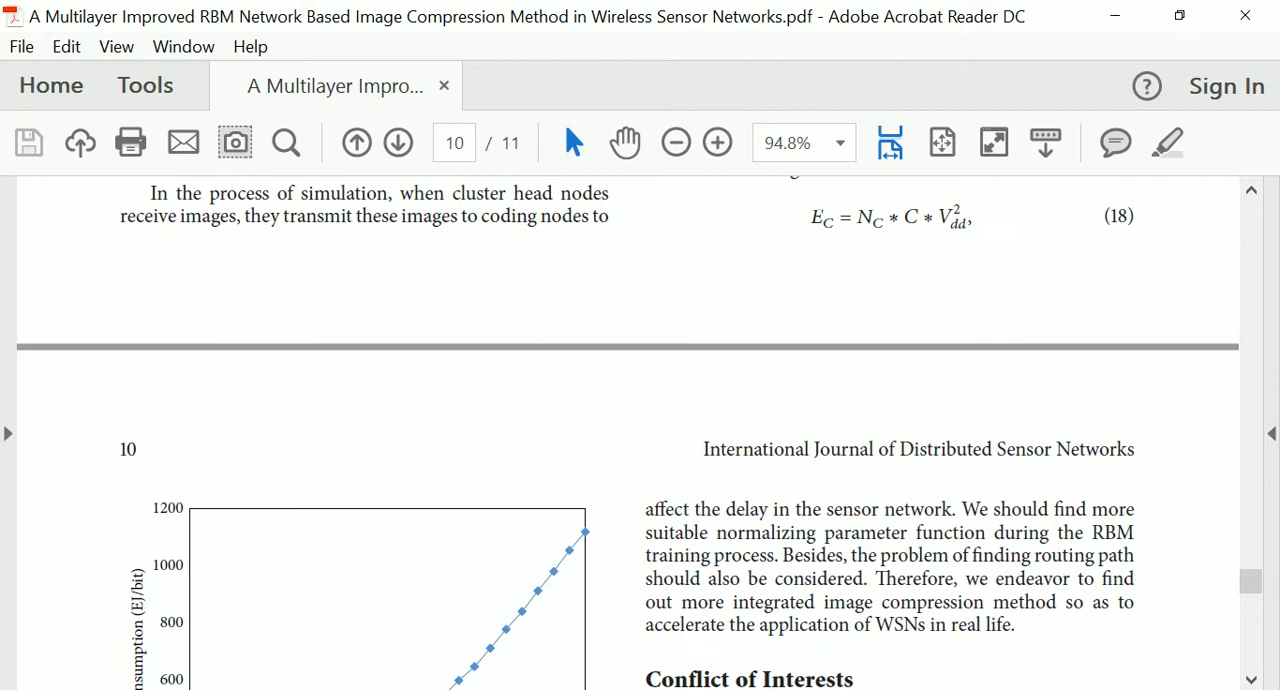 A Multilayer Improved RBM Network Based Image Compression Method in Wireless Sensor Networks.pdf - Adobe Acrobat Reader DC
File Edit View Window Help
Home Tools A Multilayer Impro... × ? Sign In
10 / 11 94.8%
In the process of simulation, when cluster head nodes
receive images, they transmit these images to coding nodes to
E_C = N_C * C * V_dd^2, (18)
10 International Journal of Distributed Sensor Networks
1200
1000
800
600
nsumption (EJ/bit)
affect the delay in the sensor network. We should find more
suitable normalizing parameter function during the RBM
training process. Besides, the problem of finding routing path
should also be considered. Therefore, we endeavor to find
out more integrated image compression method so as to
accelerate the application of WSNs in real life.
Conflict of Interests